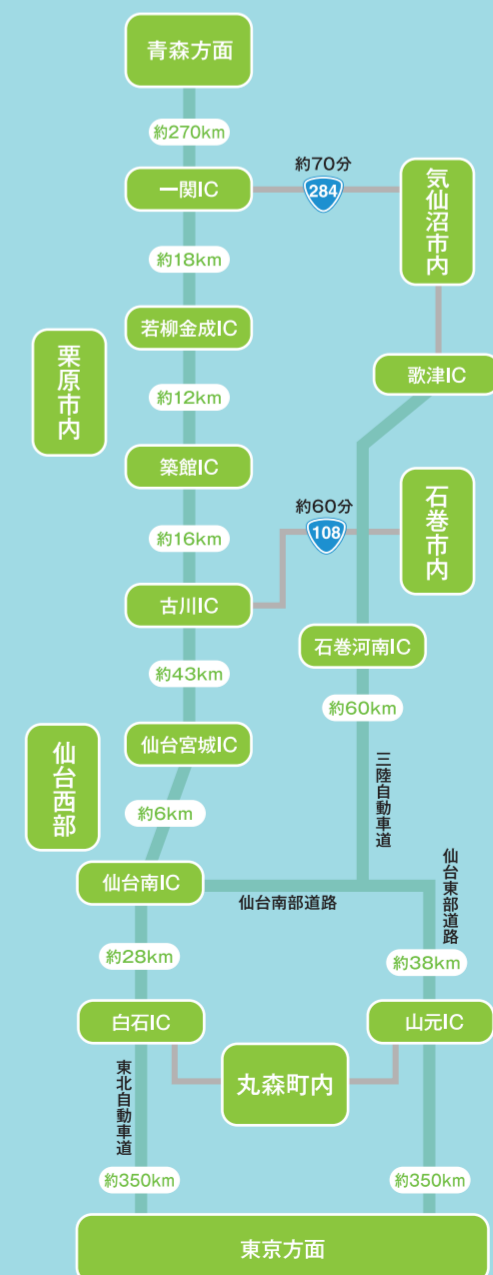 青森方面
約270km
一関IC
約70分
284
気仙沼市内
約18km
若柳金成IC
栗原市内
歌津IC
約12km
築館IC
石巻市内
約60分
108
約16km
古川IC
石巻河南IC
約43km
約60km
仙台宮城IC
仙台西部
三陸自動車道
約6km
仙台南IC
仙台南部道路
仙台東部道路
約28km
約38km
白石IC
山元IC
丸森町内
東北自動車道
約350km
約350km
東京方面